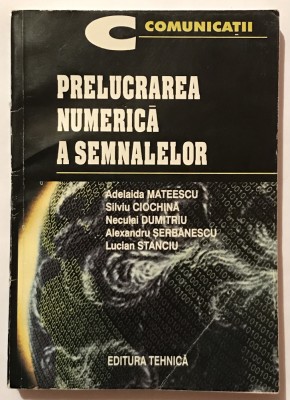 C COMUNICAȚII
PRELUCRAREA
NUMERICĂ
A SEMNALELOR
Adelaida MATEESCU
Silviu CIOCHINĂ
Neculai DUMITRIU
Alexandru ȘERBĂNESCU
Lucian STANCIU
EDITURA TEHNICĂ